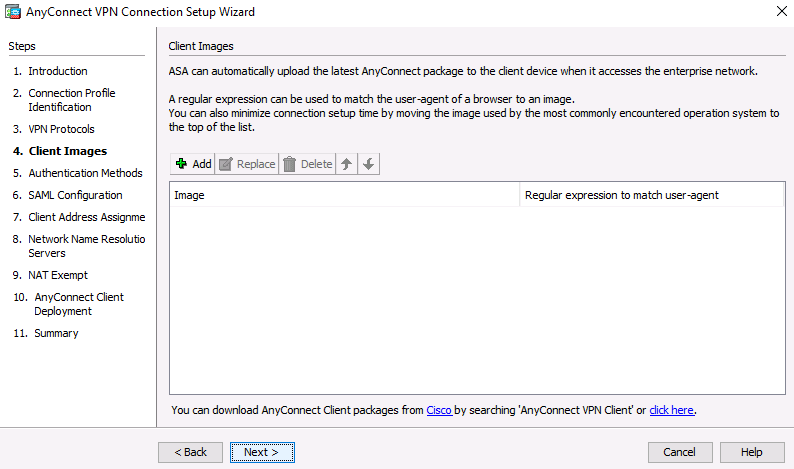 AnyConnect VPN Connection Setup Wizard
Steps
1. Introduction
2. Connection Profile
Identification
3. VPN Protocols
4. Client Images
5. Authentication Methods
6. SAML Configuration
7. Client Address Assignme
8. Network Name Resolutio
Servers
9. NAT Exempt
10. AnyConnect Client
Deployment
11. Summary
Client Images
ASA can automatically upload the latest AnyConnect package to the client device when it accesses the enterprise network.
A regular expression can be used to match the user-agent of a browser to an image.
You can also minimize connection setup time by moving the image used by the most commonly encountered operation system to
the top of the list.
Add Replace Delete
Image Regular expression to match user-agent
You can download AnyConnect Client packages from Cisco by searching 'AnyConnect VPN Client' or click here.
< Back Next > Cancel Help